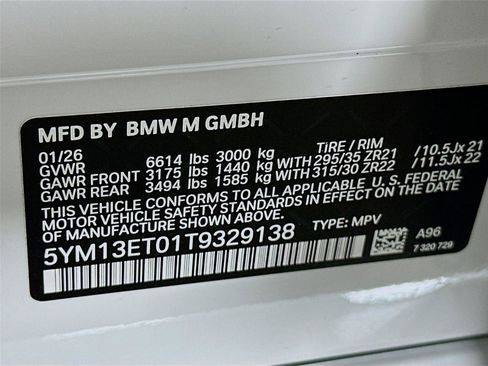 MFD BY BMW M GMBH
01/26 TIRE / RIM
GVWR 6614 lbs 3000 kg
GAWR FRONT 3175 lbs 1440 kg WITH 295/35 ZR21 /10.5Jx 21
GAWR REAR 3494 lbs 1585 kg WITH 315/30 ZR22 /11.5Jx 22
THIS VEHICLE CONFORMS TO ALL APPLICABLE U.S. FEDERAL
MOTOR VEHICLE SAFETY STANDARDS IN EFFECT ON THE DATE
OF MANUFACTURE SHOWN ABOVE.
5YM13ET01T9329138 TYPE: MPV
A96
7 320 729